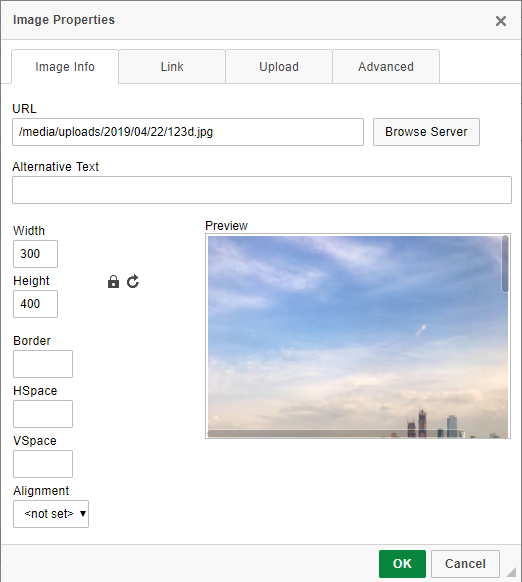 Image Properties
Image Info Link Upload Advanced
URL
/media/uploads/2019/04/22/123d.jpg Browse Server
Alternative Text
Width
Preview
300
Height
400
Border
HSpace
VSpace
Alignment
<not set>
OK Cancel